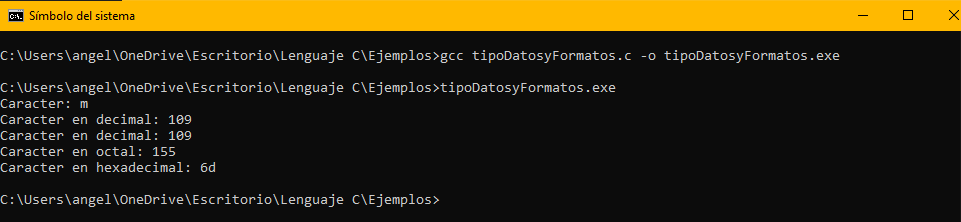 Símbolo del sistema
C:\Users\angel\OneDrive\Escritorio\Lenguaje C\Ejemplos>gcc tipoDatosyFormatos.c -o tipoDatosyFormatos.exe
C:\Users\angel\OneDrive\Escritorio\Lenguaje C\Ejemplos>tipoDatosyFormatos.exe
Caracter: m
Caracter en decimal: 109
Caracter en decimal: 109
Caracter en octal: 155
Caracter en hexadecimal: 6d
C:\Users\angel\OneDrive\Escritorio\Lenguaje C\Ejemplos>